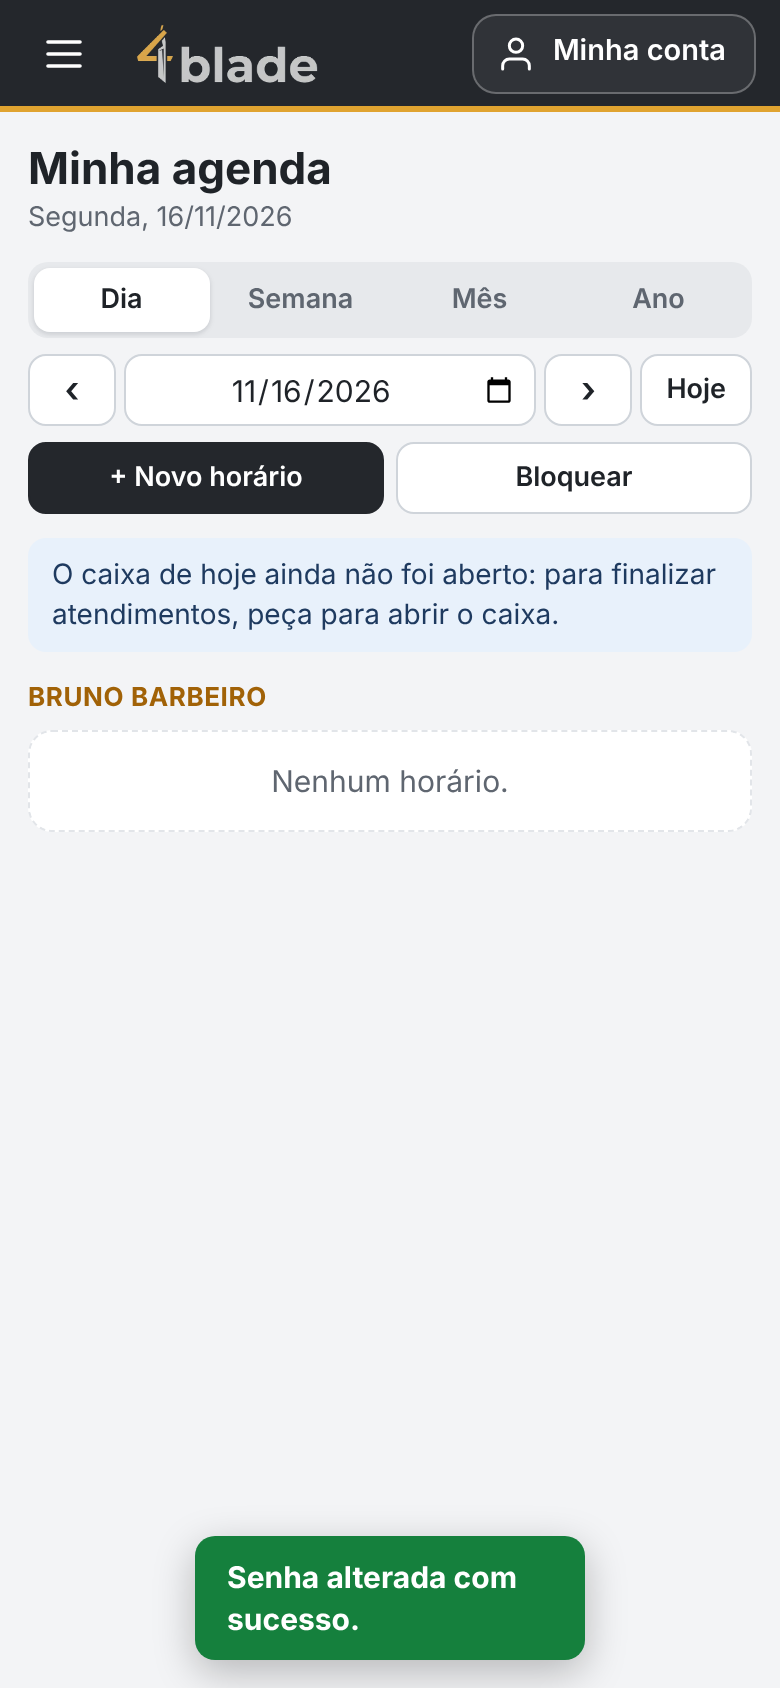 4blade
Minha conta
Minha agenda
Segunda, 16/11/2026
Dia
Semana
Mês
Ano
‹
11/16/2026
›
Hoje
+ Novo horário
Bloquear
O caixa de hoje ainda não foi aberto: para finalizar
atendimentos, peça para abrir o caixa.
BRUNO BARBEIRO
Nenhum horário.
Senha alterada com
sucesso.